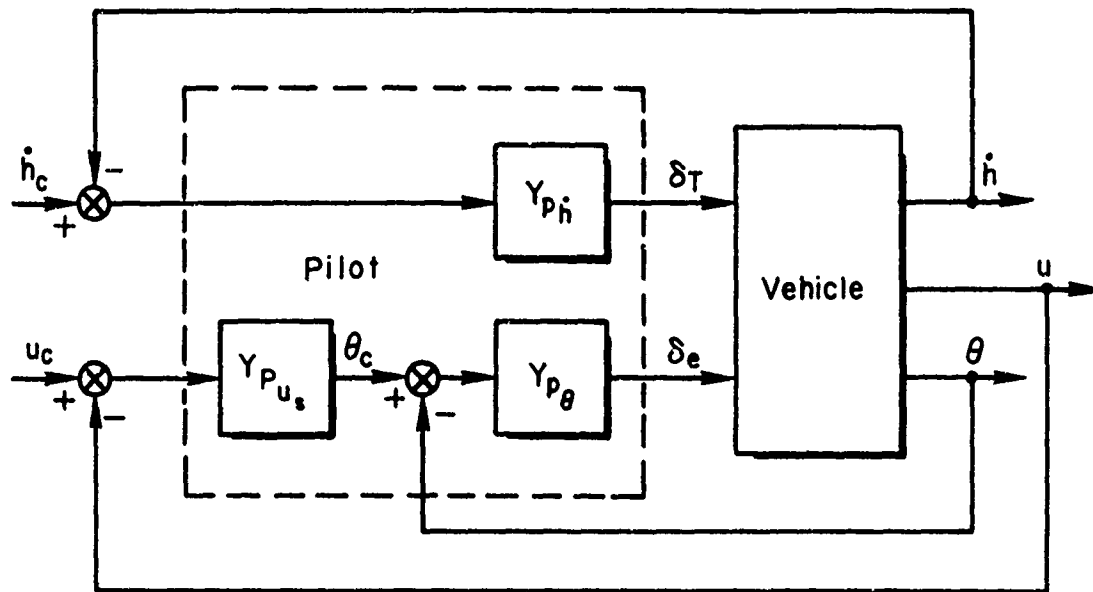 ḣc
+
−
Ypḣ
δT
ḣ
Pilot
Vehicle
u
uc
+
−
YPus
θc
+
−
Ypθ
δe
θ